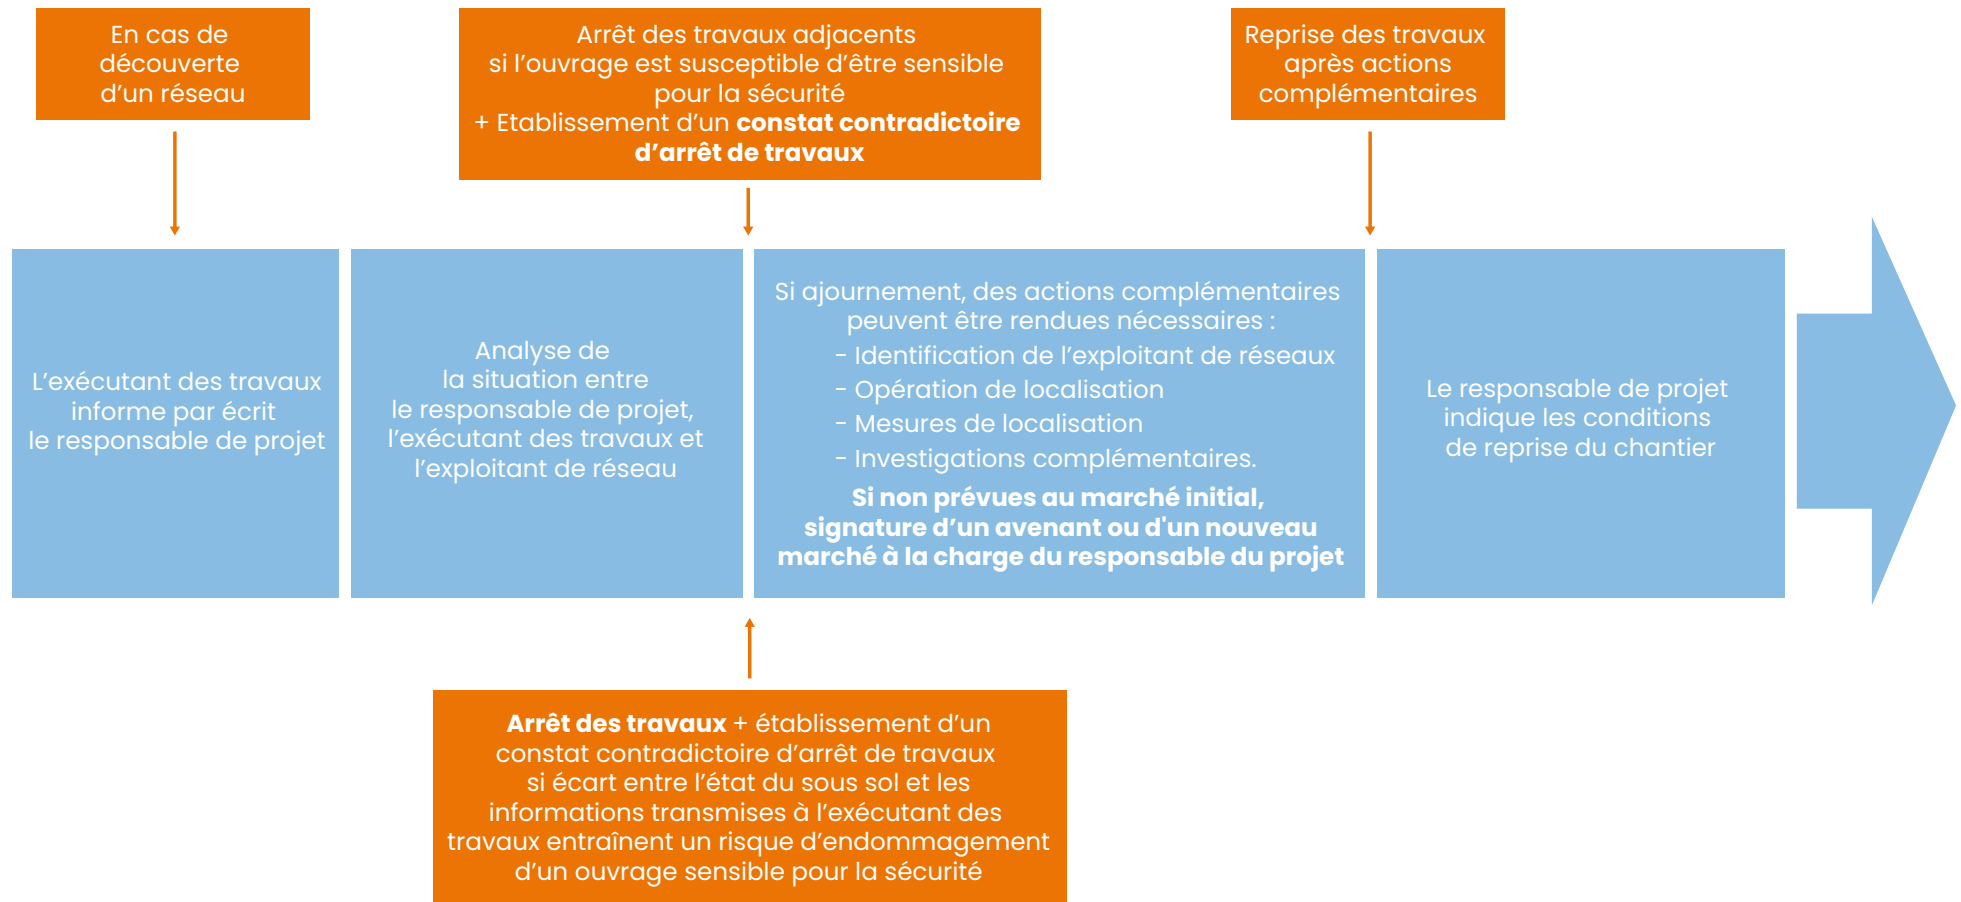 En cas de
découverte
d’un réseau
Arrêt des travaux adjacents
si l’ouvrage est susceptible d’être sensible
pour la sécurité
+ Etablissement d’un constat contradictoire
d’arrêt de travaux
Reprise des travaux
après actions
complémentaires
L’exécutant des travaux
informe par écrit
le responsable de projet
Analyse de
la situation entre
le responsable de projet,
l’exécutant des travaux et
l’exploitant de réseau
Si ajournement, des actions complémentaires
peuvent être rendues nécessaires :
- Identification de l’exploitant de réseaux
- Opération de localisation
- Mesures de localisation
- Investigations complémentaires.
Si non prévues au marché initial,
signature d’un avenant ou d'un nouveau
marché à la charge du responsable du projet
Le responsable de projet
indique les conditions
de reprise du chantier
Arrêt des travaux + établissement d’un
constat contradictoire d’arrêt de travaux
si écart entre l’état du sous sol et les
informations transmises à l’exécutant des
travaux entraînent un risque d’endommagement
d’un ouvrage sensible pour la sécurité